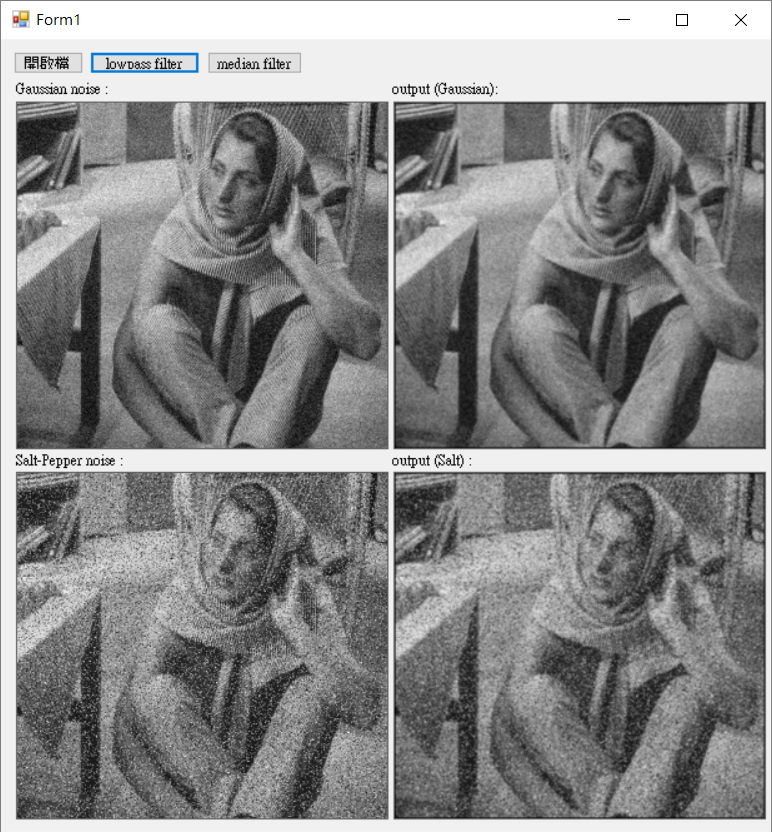 Form1
開啟檔 lowpass filter median filter
Gaussian noise : output (Gaussian):
Salt-Pepper noise : output (Salt) :